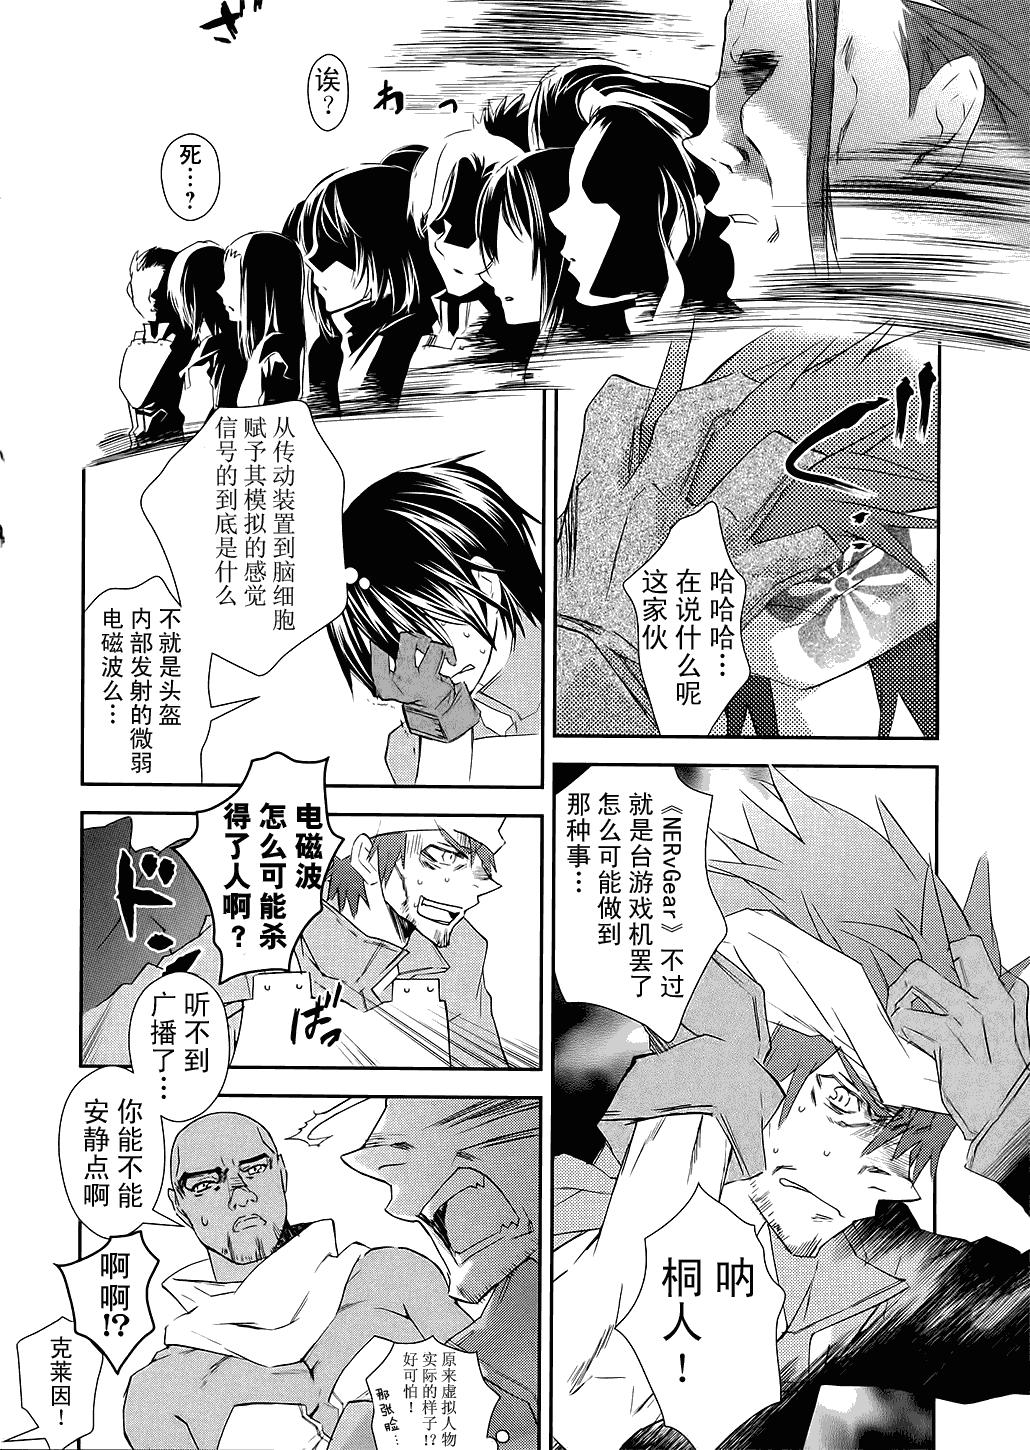 诶？
わっ
死…？
哈哈哈…
在说什么呢
这家伙
从传动装置到脑细胞
赋予其模拟的感觉
信号的到底是什么
不就是头盔
内部发射的微弱
电磁波么…
《NERvGear》不过
就是台游戏机罢了
怎么可能做到
那种事…
呐
桐人！
电磁波
怎么可能杀
得了人啊？
ばっ
ド
听不到
广播了…
你能不能
安静点啊
啊
啊!?
克莱因！
原来虚拟人物
实际的样子!?
好可怕！
那张脸…